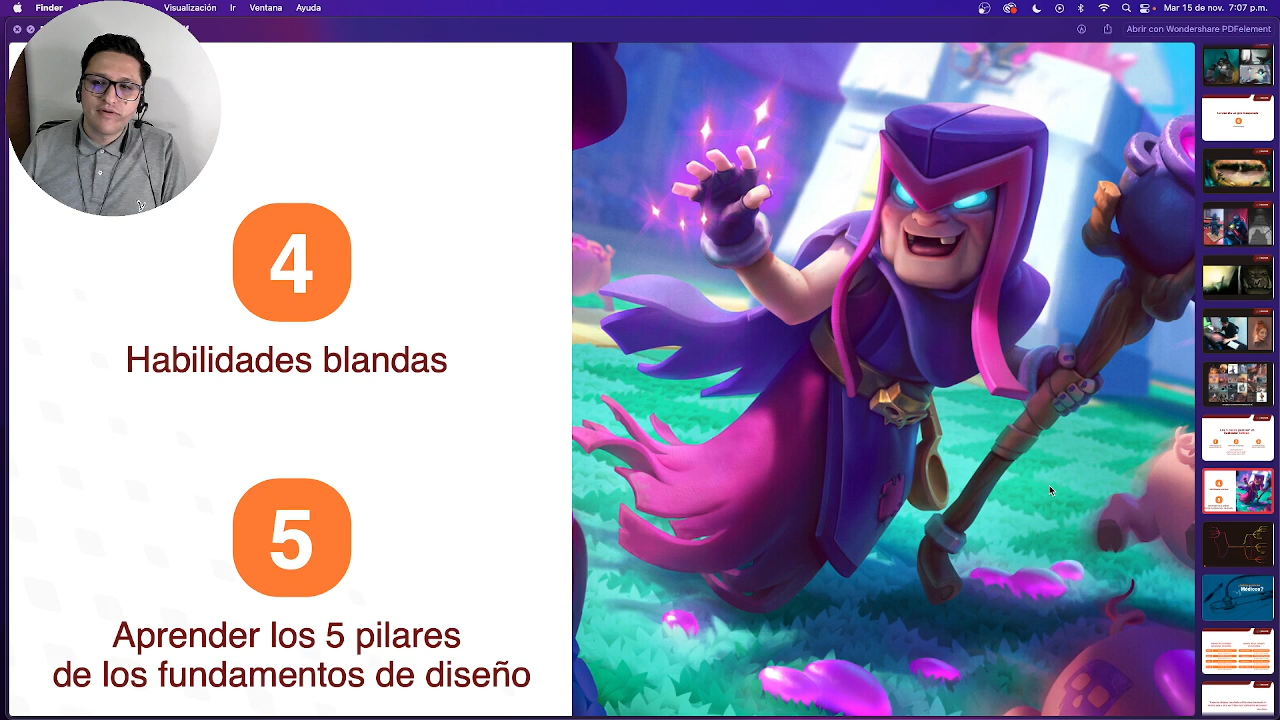 Finder
Visualización
Ir
Ventana
Ayuda
Mar 15 de nov. 7:07 p.m.
Abrir con Wondershare PDFelement
4
Habilidades blandas
5
Aprender los 5 pilares
de los fundamentos de diseño
Médicos?